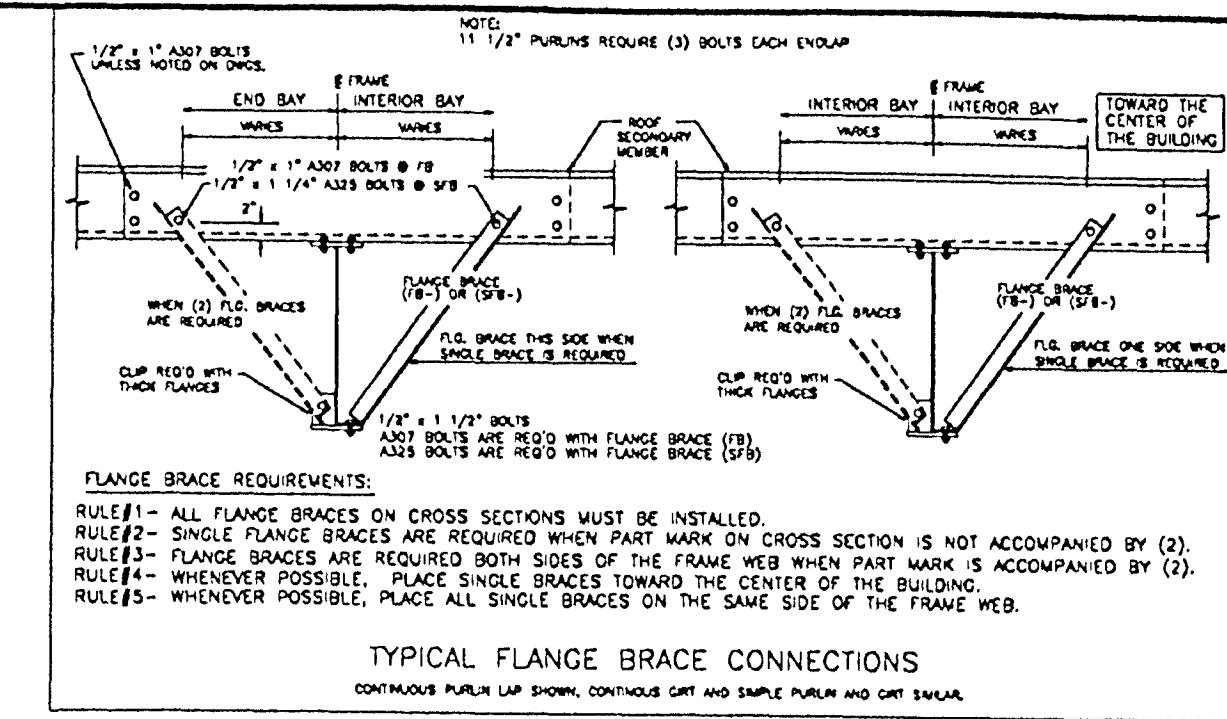 NOTE:
11 1/2" PURLINS REQUIRE (3) BOLTS EACH ENDLAP
1/2" x 1" A307 BOLTS
UNLESS NOTED ON DWGS.
℄ FRAME
END BAY
INTERIOR BAY
VARIES
VARIES
1/2" x 1" A307 BOLTS @ FB
1/2" x 1 1/4" A325 BOLTS @ SFB
2"
ROOF
SECONDARY
MEMBER
℄ FRAME
INTERIOR BAY
INTERIOR BAY
VARIES
VARIES
TOWARD THE
CENTER OF
THE BUILDING
WHEN (2) FLG. BRACES
ARE REQUIRED
FLANGE BRACE
(FB-) OR (SFB-)
FLG. BRACE THIS SIDE WHEN
SINGLE BRACE IS REQUIRED
CLIP REQ'D WITH
THICK FLANGES
1/2" x 1 1/2" BOLTS
A307 BOLTS ARE REQ'D WITH FLANGE BRACE (FB)
A325 BOLTS ARE REQ'D WITH FLANGE BRACE (SFB)
WHEN (2) FLG. BRACES
ARE REQUIRED
FLANGE BRACE
(FB-) OR (SFB-)
FLG. BRACE ONE SIDE WHEN
SINGLE BRACE IS REQUIRED
CLIP REQ'D WITH
THICK FLANGES
FLANGE BRACE REQUIREMENTS:
RULE#1- ALL FLANGE BRACES ON CROSS SECTIONS MUST BE INSTALLED.
RULE#2- SINGLE FLANGE BRACES ARE REQUIRED WHEN PART MARK ON CROSS SECTION IS NOT ACCOMPANIED BY (2).
RULE#3- FLANGE BRACES ARE REQUIRED BOTH SIDES OF THE FRAME WEB WHEN PART MARK IS ACCOMPANIED BY (2).
RULE#4- WHENEVER POSSIBLE, PLACE SINGLE BRACES TOWARD THE CENTER OF THE BUILDING.
RULE#5- WHENEVER POSSIBLE, PLACE ALL SINGLE BRACES ON THE SAME SIDE OF THE FRAME WEB.
TYPICAL FLANGE BRACE CONNECTIONS
CONTINUOUS PURLIN LAP SHOWN, CONTINOUS GIRT AND SIMPLE PURLIN AND GIRT SIMILAR.